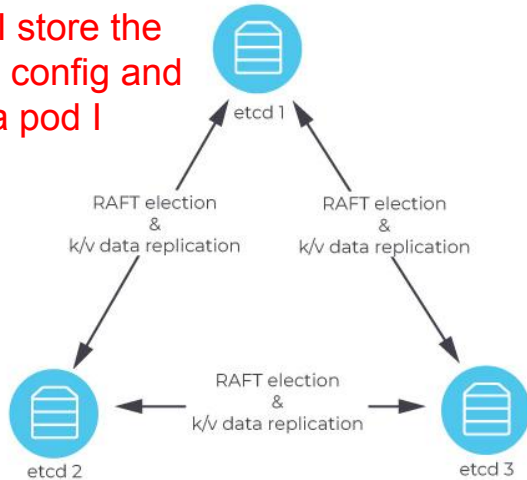 I store the
config and
a pod I
etcd 1
RAFT election
&
k/v data replication
RAFT election
&
k/v data replication
RAFT election
&
k/v data replication
etcd 2
etcd 3